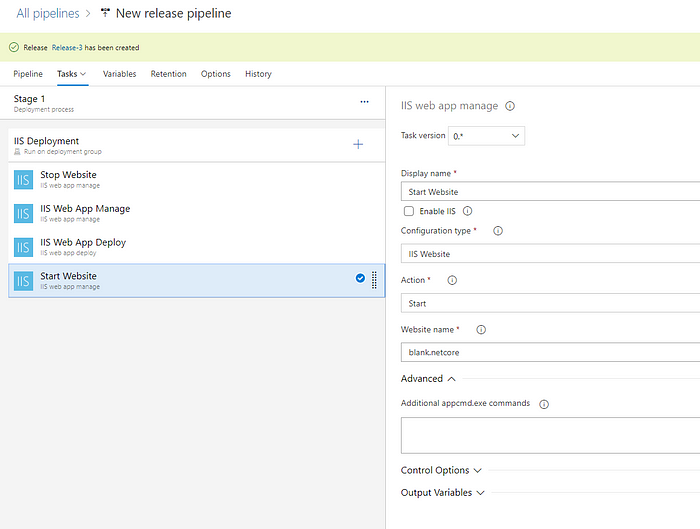 All pipelines > New release pipeline
Release Release-3 has been created
Pipeline Tasks Variables Retention Options History
Stage 1
Deployment process
...
IIS Deployment
Run on deployment group
IIS Stop Website
IIS web app manage
IIS IIS Web App Manage
IIS web app manage
IIS IIS Web App Deploy
IIS web app deploy
IIS Start Website
IIS web app manage
IIS web app manage
Task version 0.*
Display name *
Start Website
Enable IIS
Configuration type *
IIS Website
Action *
Start
Website name *
blank.netcore
Advanced
Additional appcmd.exe commands
Control Options
Output Variables